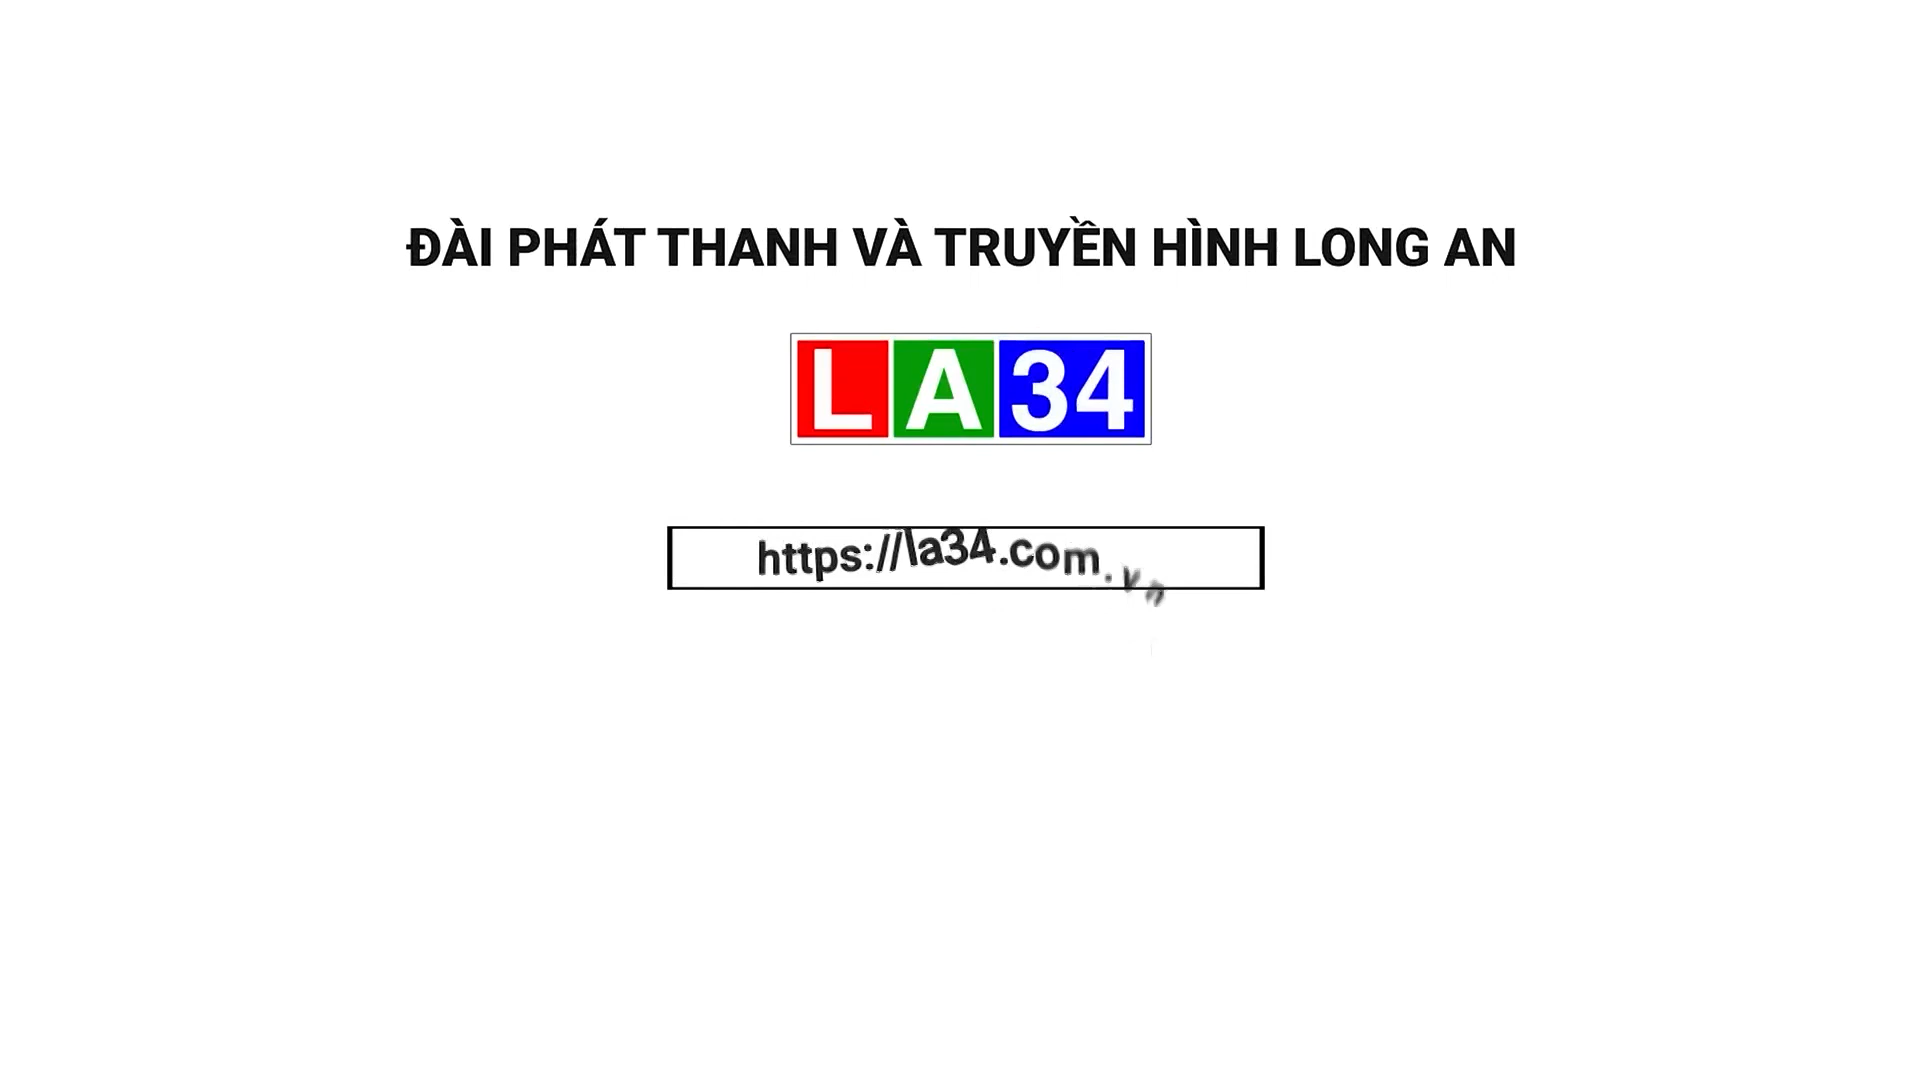 ĐÀI PHÁT THANH VÀ TRUYỀN HÌNH LONG AN
LA34
https://la34.com.vn